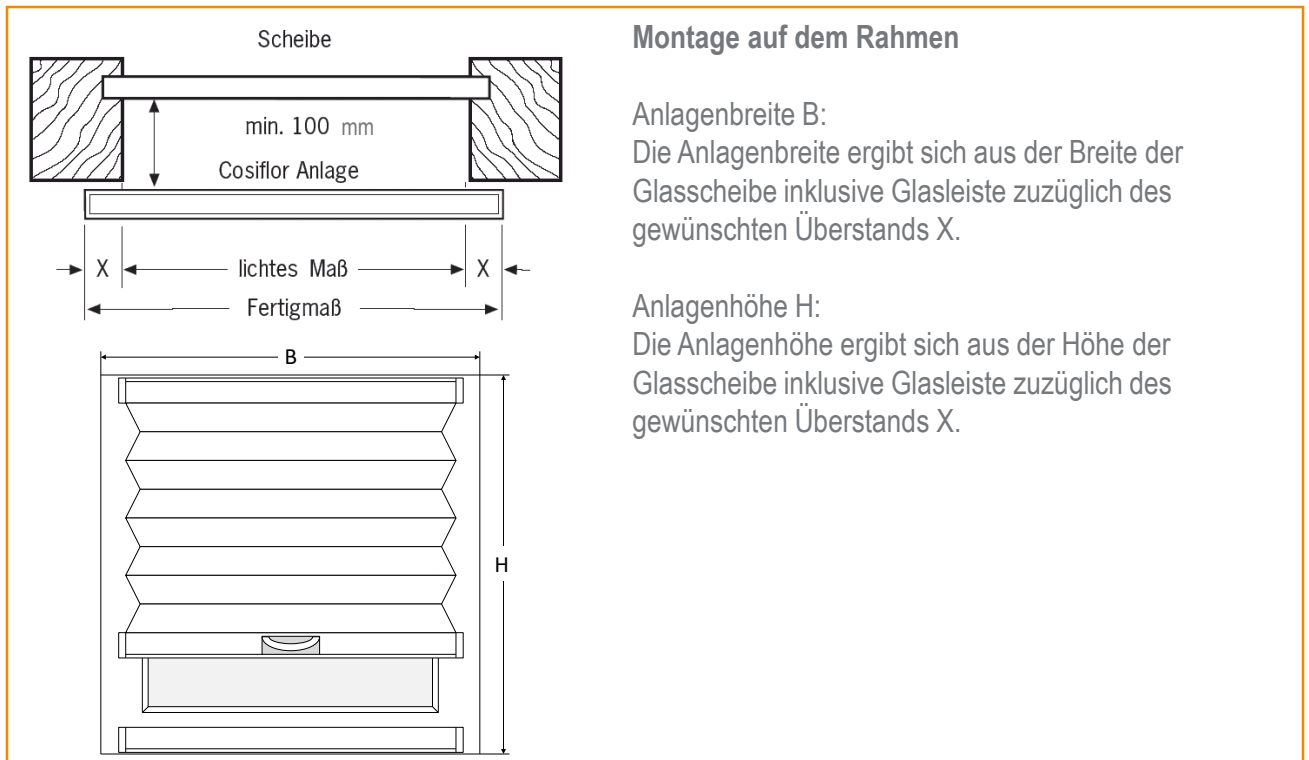 Scheibe
min. 100 mm
Cosiflor Anlage
X lichtes Maß X
Fertigmaß
B
H
Montage auf dem Rahmen
Anlagenbreite B:
Die Anlagenbreite ergibt sich aus der Breite der
Glasscheibe inklusive Glasleiste zuzüglich des
gewünschten Überstands X.
Anlagenhöhe H:
Die Anlagenhöhe ergibt sich aus der Höhe der
Glasscheibe inklusive Glasleiste zuzüglich des
gewünschten Überstands X.